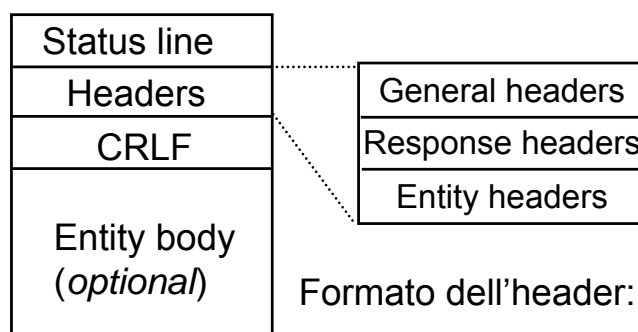 Status line
Headers
CRLF
Entity body
(optional)
General headers
Response headers
Entity headers
Formato dell’header: